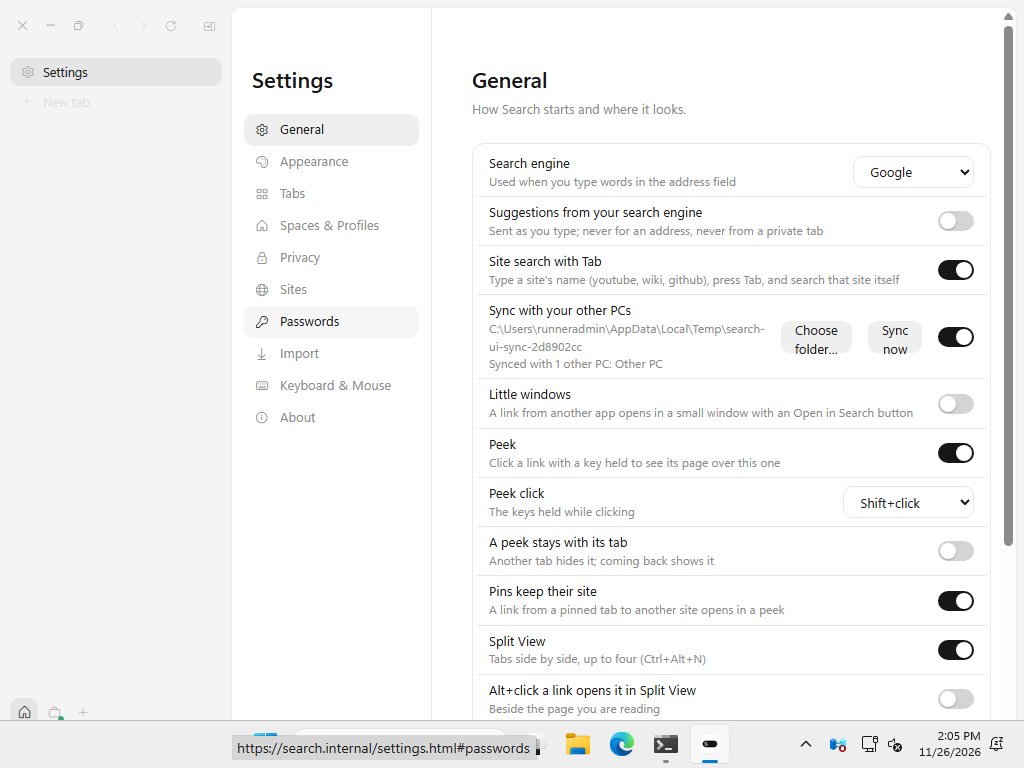 Settings
New tab
Settings
General
Appearance
Tabs
Spaces & Profiles
Privacy
Sites
Passwords
Import
Keyboard & Mouse
About
General
How Search starts and where it looks.
Search engine
Used when you type words in the address field
Google
Suggestions from your search engine
Sent as you type; never for an address, never from a private tab
Site search with Tab
Type a site's name (youtube, wiki, github), press Tab, and search that site itself
Sync with your other PCs
C:\Users\runneradmin\AppData\Local\Temp\search-
ui-sync-2d8902cc
Synced with 1 other PC: Other PC
Choose
folder...
Sync
now
Little windows
A link from another app opens in a small window with an Open in Search button
Peek
Click a link with a key held to see its page over this one
Peek click
The keys held while clicking
Shift+click
A peek stays with its tab
Another tab hides it; coming back shows it
Pins keep their site
A link from a pinned tab to another site opens in a peek
Split View
Tabs side by side, up to four (Ctrl+Alt+N)
Alt+click a link opens it in Split View
Beside the page you are reading
https://search.internal/settings.html#passwords
2:05 PM
11/26/2026